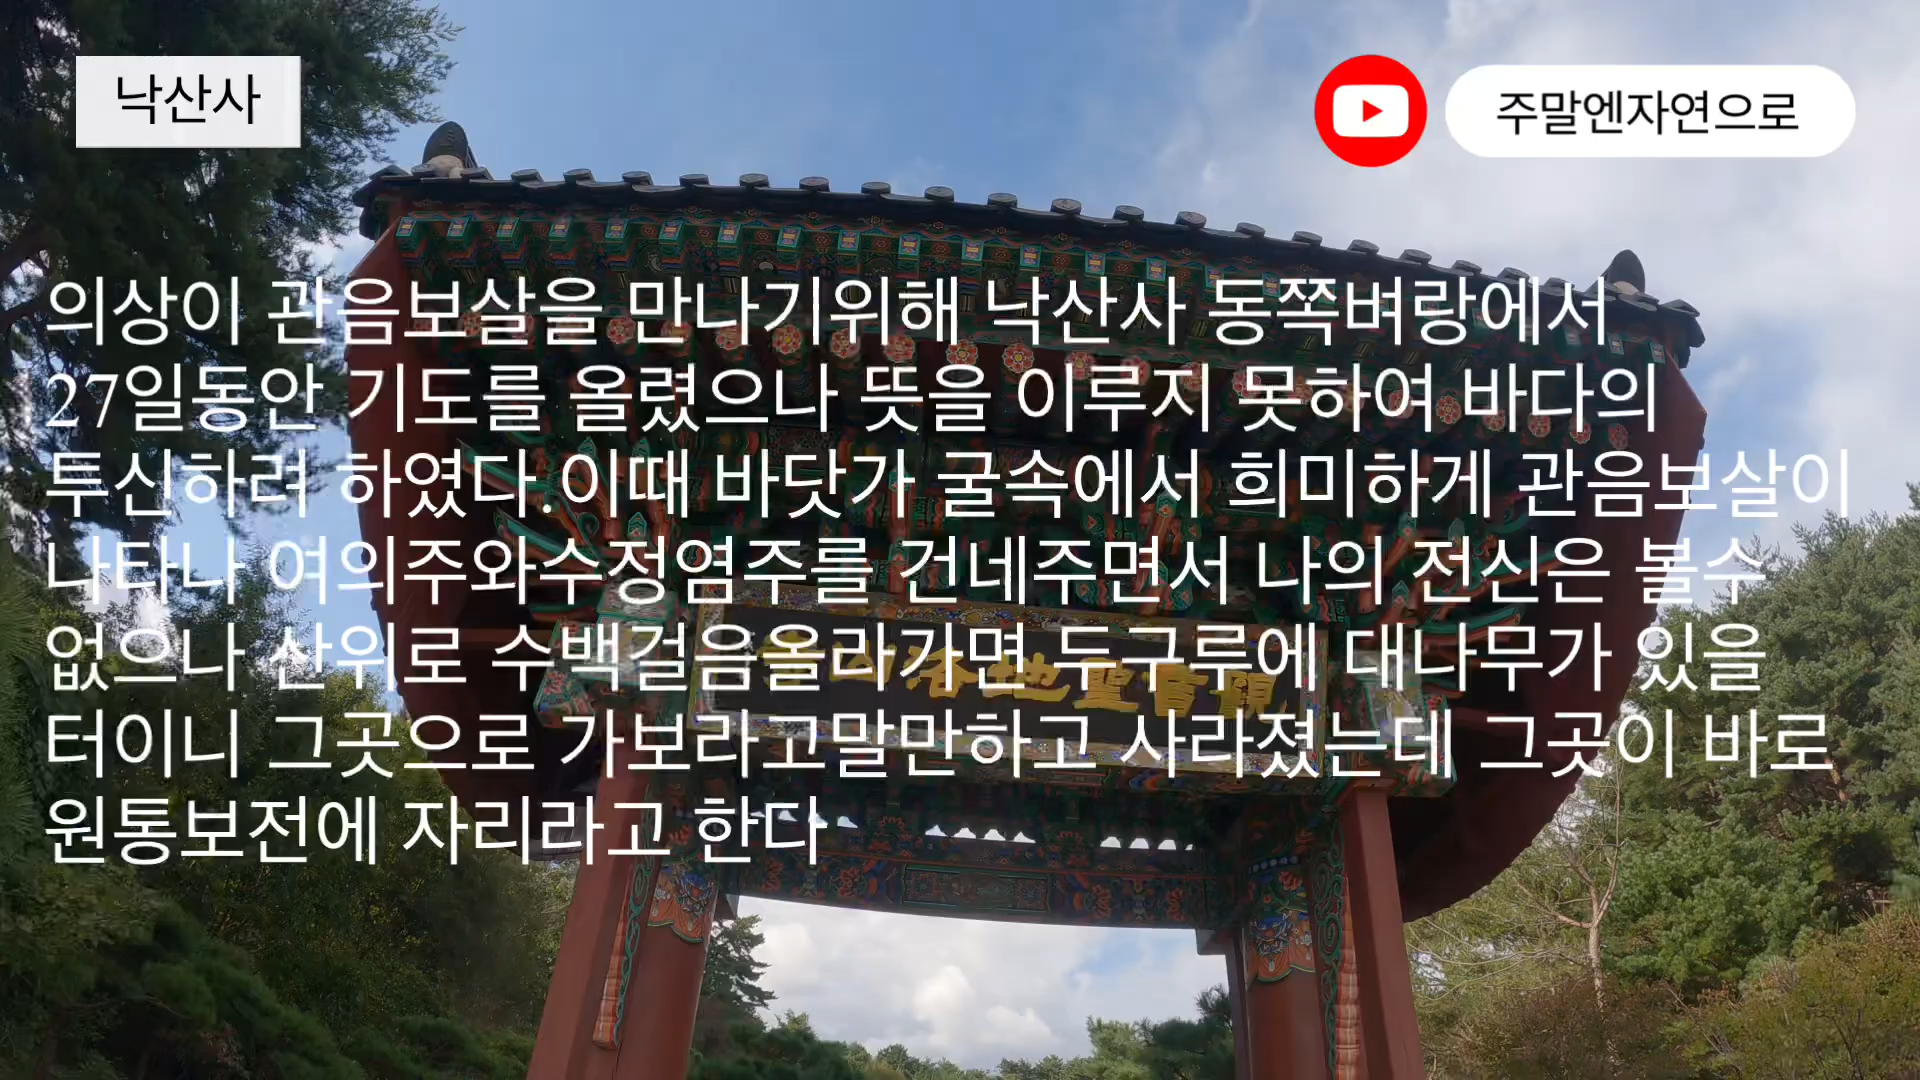 낙산사
주말엔자연으로
의상이 관음보살을 만나기위해 낙산사 동쪽벼랑에서
27일동안 기도를 올렸으나 뜻을 이루지 못하여 바다의
투신하려 하였다. 이때 바닷가 굴속에서 희미하게 관음보살이
나타나 여의주와수정염주를 건네주면서 나의 전신은 볼수
없으나 산위로 수백걸음올라가면 두구루에 대나무가 있을
터이니 그곳으로 가보라고말만하고 사라졌는데 그곳이 바로
원통보전에 자리라고 한다
山洛地聖音觀